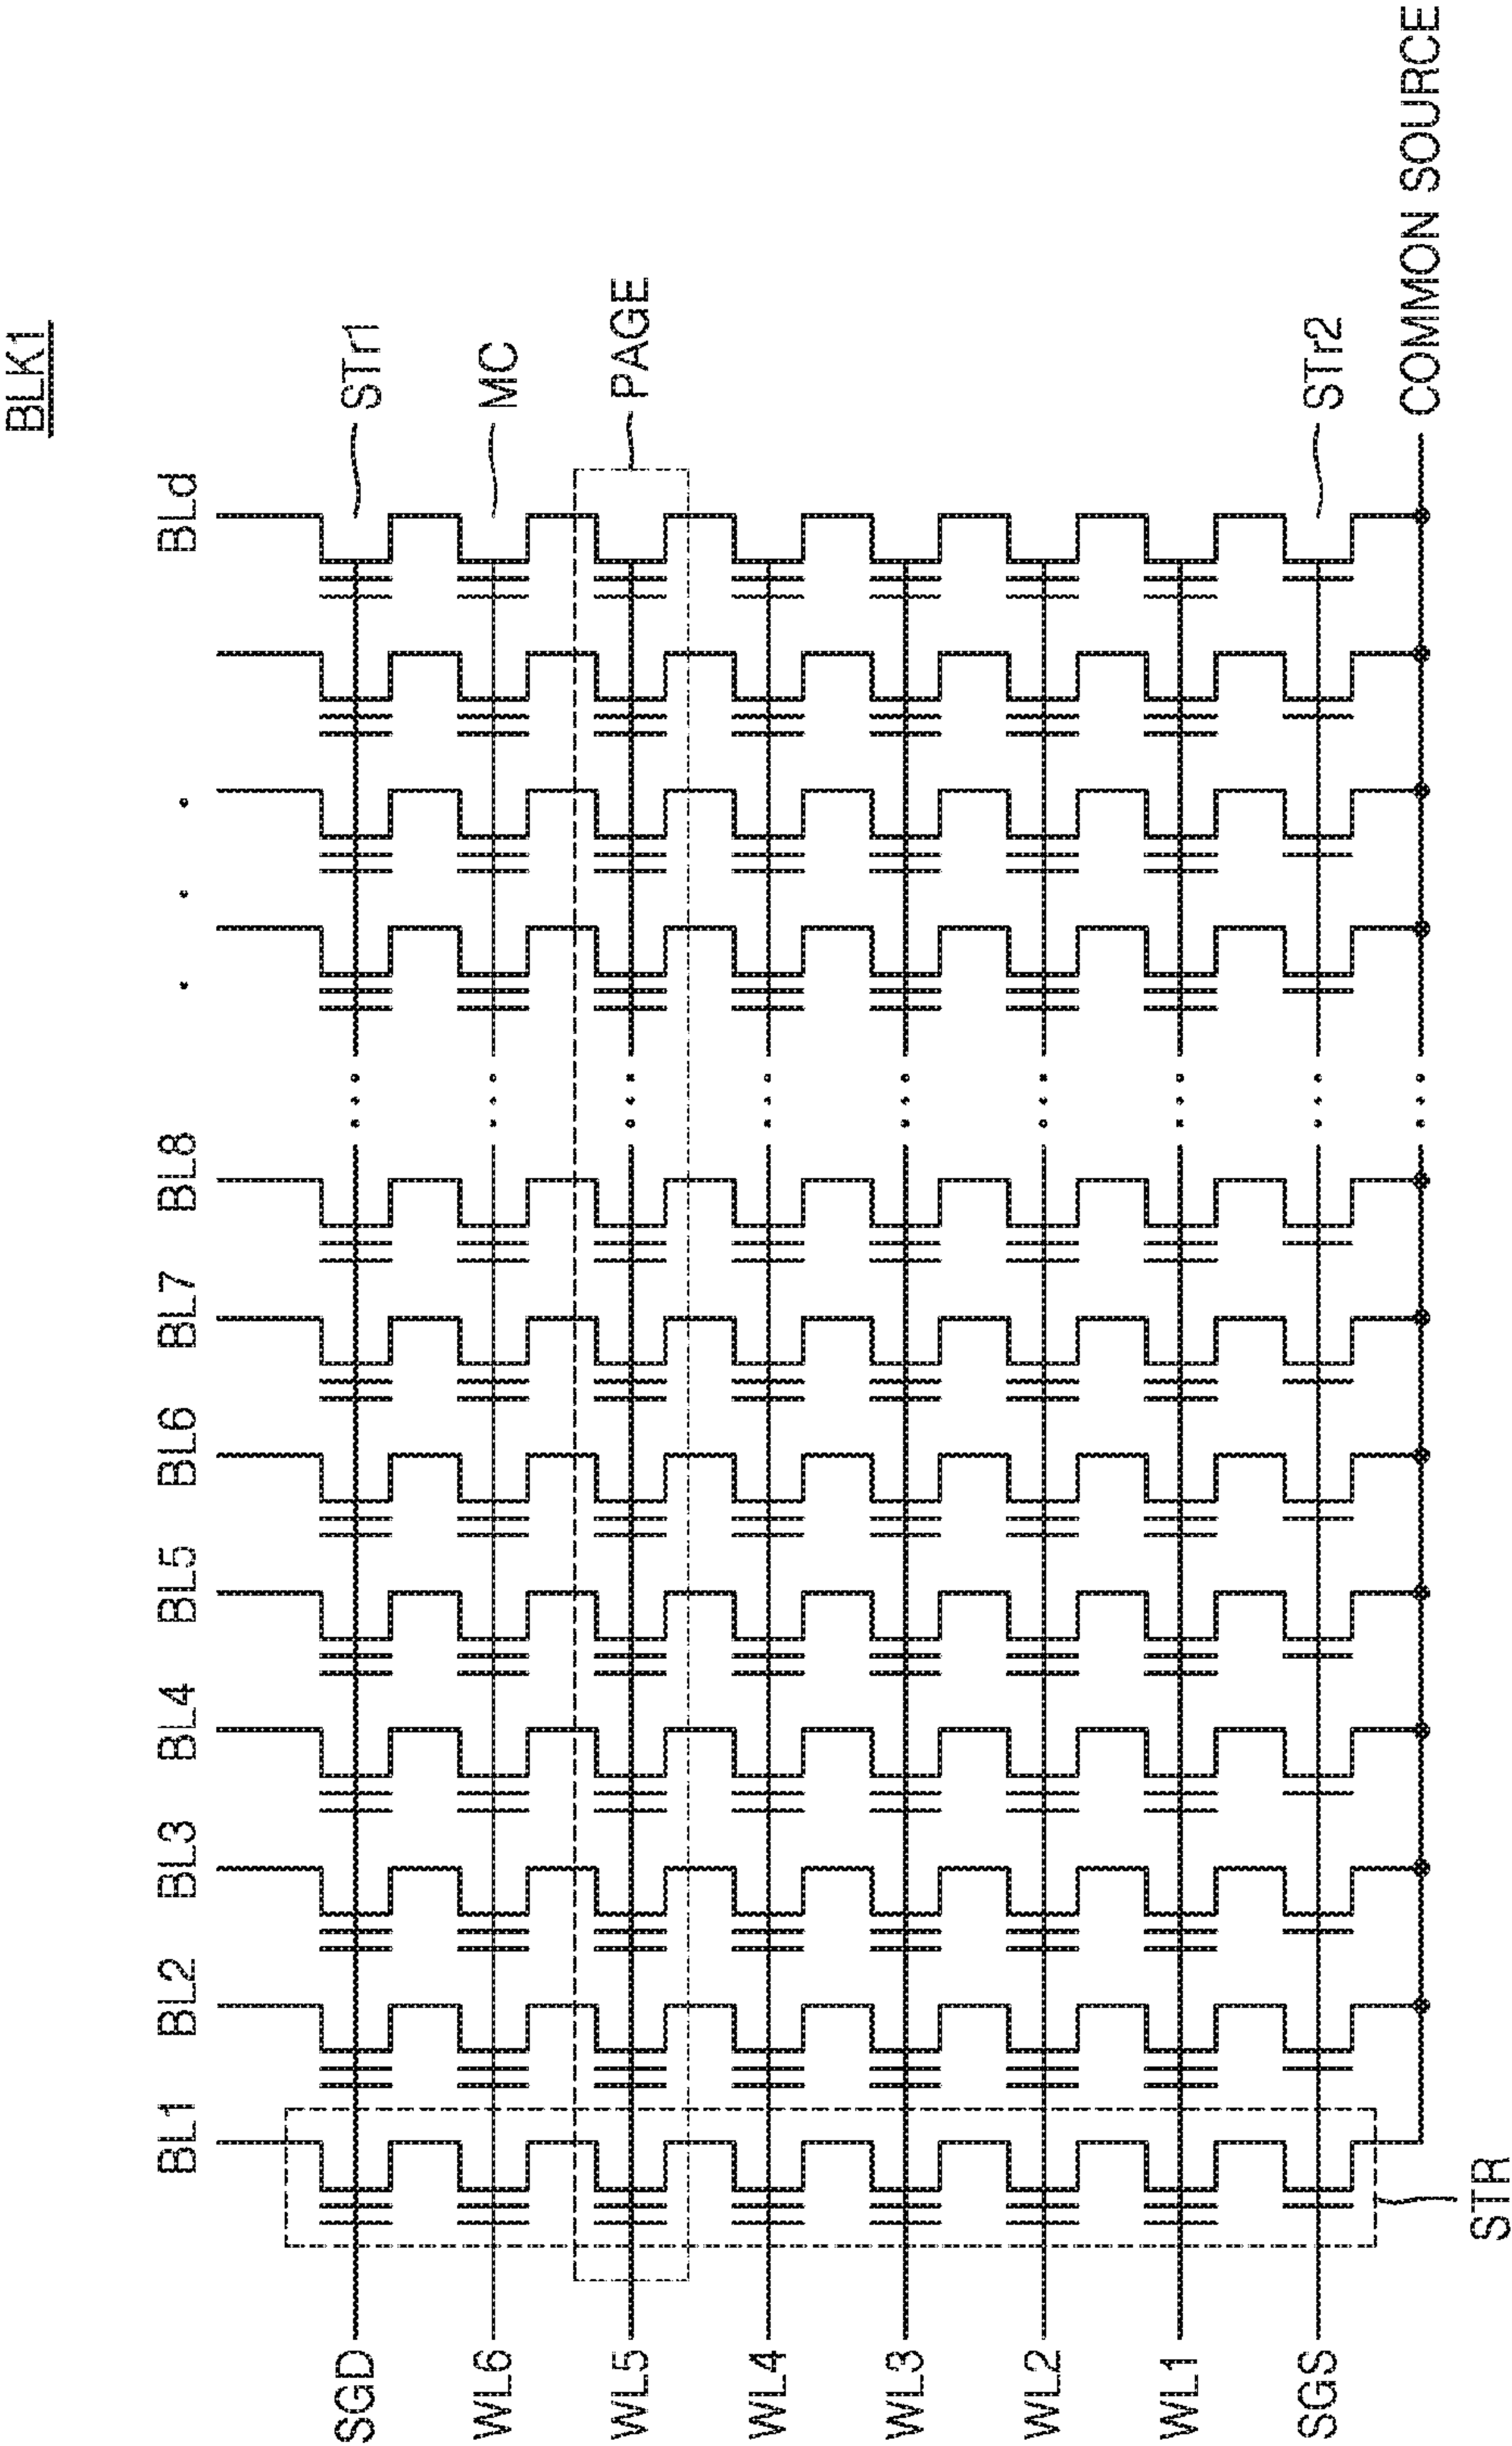 BLK1
BL1 BL2 BL3 BL4 BL5 BL6 BL7 BL8 BLd
SGD
STr1
WL6
MC
WL5
PAGE
WL4
WL3
WL2
WL1
SGS
STr2
COMMON SOURCE
STR